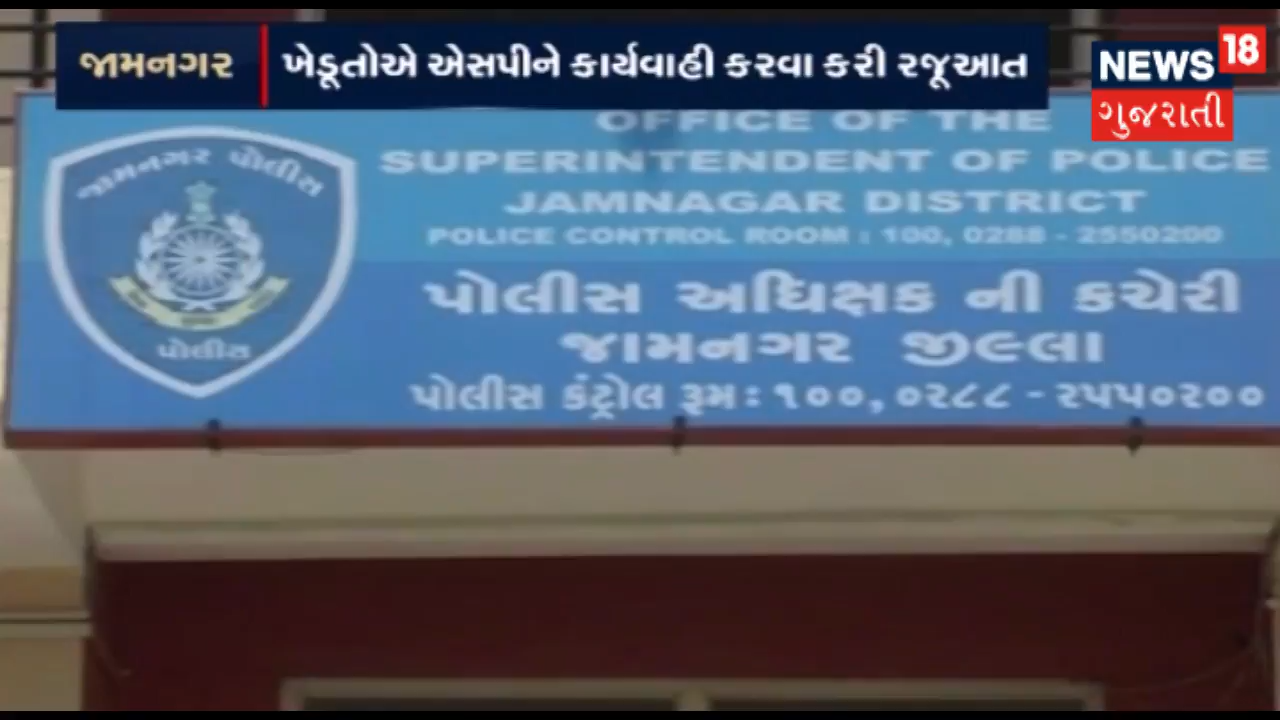 જામનગર
ખેડૂતોએ એસપીને કાર્યવાહી કરવા કરી રજૂઆત
NEWS 18
ગુજરાતી
OFFICE OF THE
SUPERINTENDENT OF POLICE
JAMNAGAR DISTRICT
POLICE CONTROL ROOM : 100, 0288 - 2550200
જામનગર પોલીસ
પોલીસ
પોલીસ અધિક્ષક ની કચેરી
જામનગર જીલ્લા
પોલીસ કંટ્રોલ રૂમ : ૧૦૦, ૦૨૮૮ - ૨૫૫૦૨૦૦